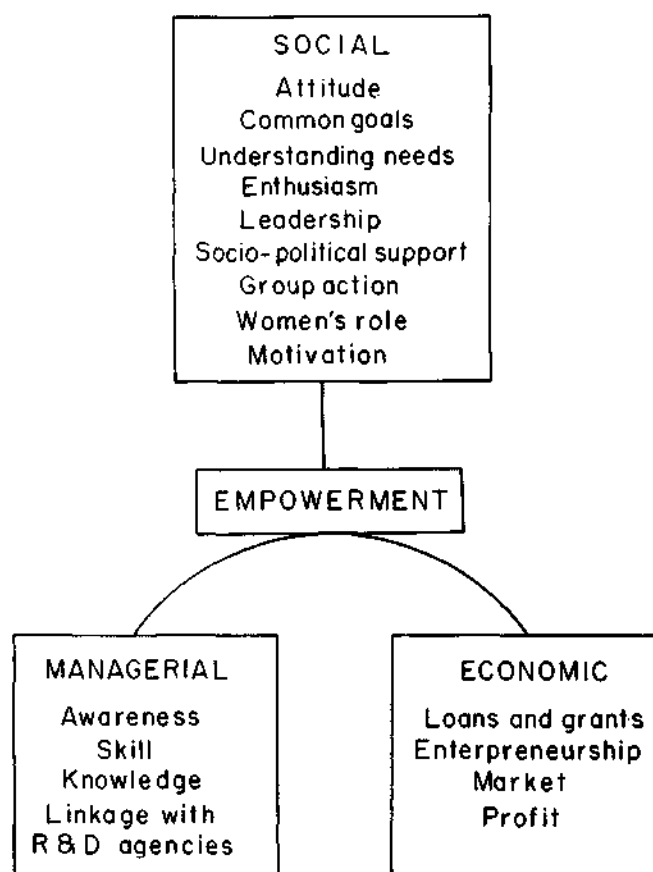 SOCIAL
Attitude
Common goals
Understanding needs
Enthusiasm
Leadership
Socio-political support
Group action
Women's role
Motivation
EMPOWERMENT
MANAGERIAL
Awareness
Skill
Knowledge
Linkage with
R & D agencies
ECONOMIC
Loans and grants
Enterpreneurship
Market
Profit